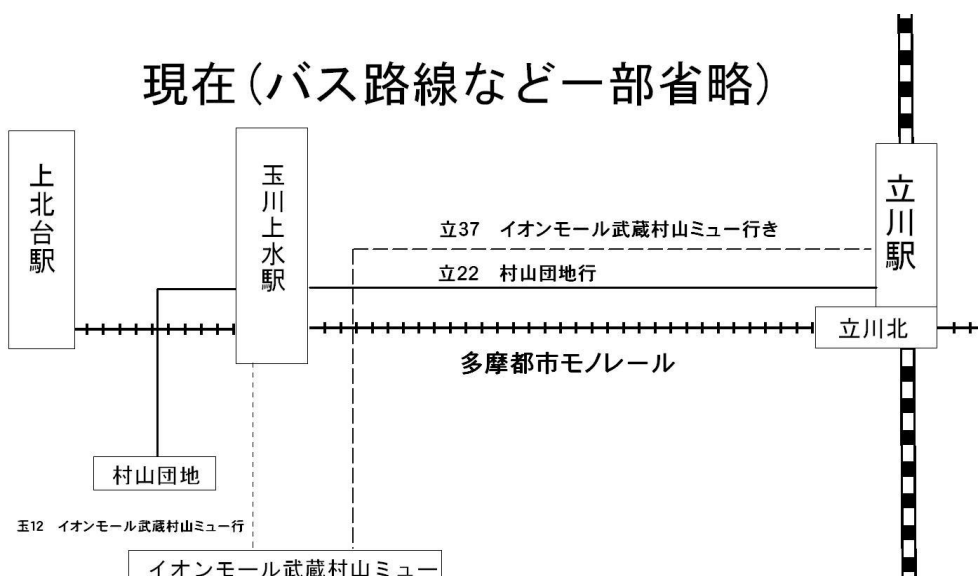 現在(バス路線など一部省略)
上北台駅
玉川上水駅
立川駅
立37 イオンモール武蔵村山ミュー行き
立22 村山団地行
立川北
多摩都市モノレール
村山団地
玉12 イオンモール武蔵村山ミュー行
イオンモール武蔵村山ミュー